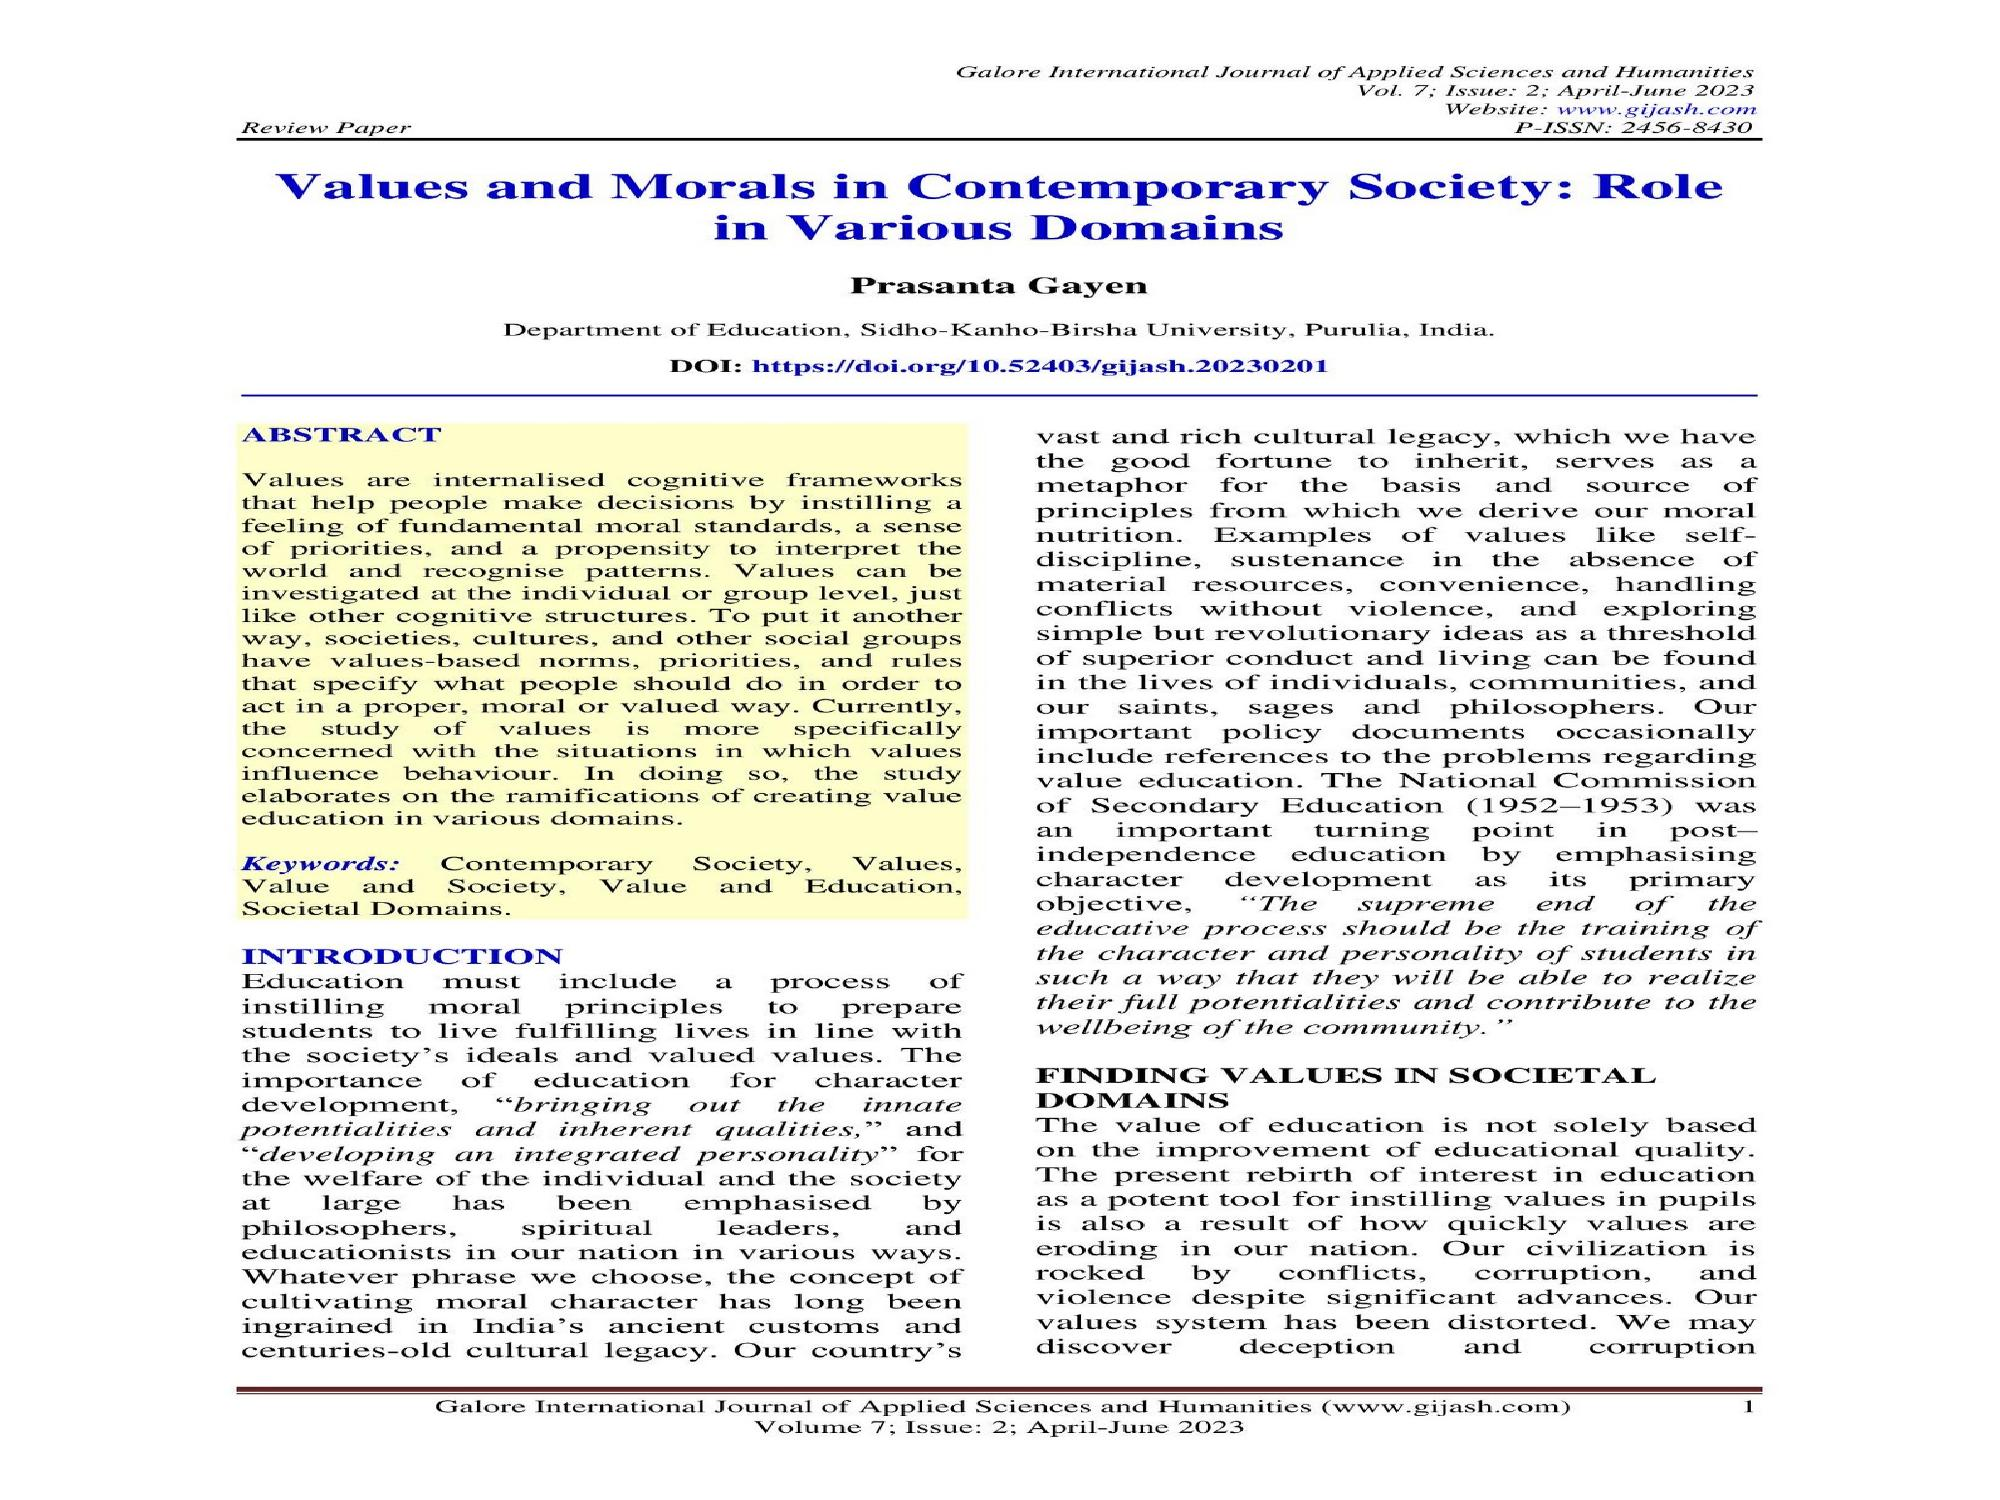 Galore International Journal of Applied Sciences and Humanities
Vol. 7; Issue: 2; April-June 2023
Website: www.gijash.com
Review Paper
P-ISSN: 2456-8430
Values and Morals in Contemporary Society: Role
in Various Domains
Prasanta Gayen
Department of Education, Sidho-Kanho-Birsha University, Purulia, India.
DOI: https://doi.org/10.52403/gijash.20230201
ABSTRACT
Values are internalised cognitive frameworks
that help people make decisions by instilling a
feeling of fundamental moral standards, a sense
of priorities, and a propensity to interpret the
world and recognise patterns. Values can be
investigated at the individual or group level, just
like other cognitive structures. To put it another
way, societies, cultures, and other social groups
have values-based norms, priorities, and rules
that specify what people should do in order to
act in a proper, moral or valued way. Currently,
the study of values is more specifically
concerned with the situations in which values
influence behaviour. In doing so, the study
elaborates on the ramifications of creating value
education in various domains.
Keywords: Contemporary Society, Values,
Value and Society, Value and Education,
Societal Domains.
INTRODUCTION
Education must include a process of
instilling moral principles to prepare
students to live fulfilling lives in line with
the society’s ideals and valued values. The
importance of education for character
development, “bringing out the innate
potentialities and inherent qualities,” and
“developing an integrated personality” for
the welfare of the individual and the society
at large has been emphasised by
philosophers, spiritual leaders, and
educationists in our nation in various ways.
Whatever phrase we choose, the concept of
cultivating moral character has long been
ingrained in India’s ancient customs and
centuries-old cultural legacy. Our country’s
vast and rich cultural legacy, which we have
the good fortune to inherit, serves as a
metaphor for the basis and source of
principles from which we derive our moral
nutrition. Examples of values like self-
discipline, sustenance in the absence of
material resources, convenience, handling
conflicts without violence, and exploring
simple but revolutionary ideas as a threshold
of superior conduct and living can be found
in the lives of individuals, communities, and
our saints, sages and philosophers. Our
important policy documents occasionally
include references to the problems regarding
value education. The National Commission
of Secondary Education (1952–1953) was
an important turning point in post–
independence education by emphasising
character development as its primary
objective, “The supreme end of the
educative process should be the training of
the character and personality of students in
such a way that they will be able to realize
their full potentialities and contribute to the
wellbeing of the community.”
FINDING VALUES IN SOCIETAL
DOMAINS
The value of education is not solely based
on the improvement of educational quality.
The present rebirth of interest in education
as a potent tool for instilling values in pupils
is also a result of how quickly values are
eroding in our nation. Our civilization is
rocked by conflicts, corruption, and
violence despite significant advances. Our
values system has been distorted. We may
discover deception and corruption
Galore International Journal of Applied Sciences and Humanities (www.gijash.com) 1
Volume 7; Issue: 2; April-June 2023